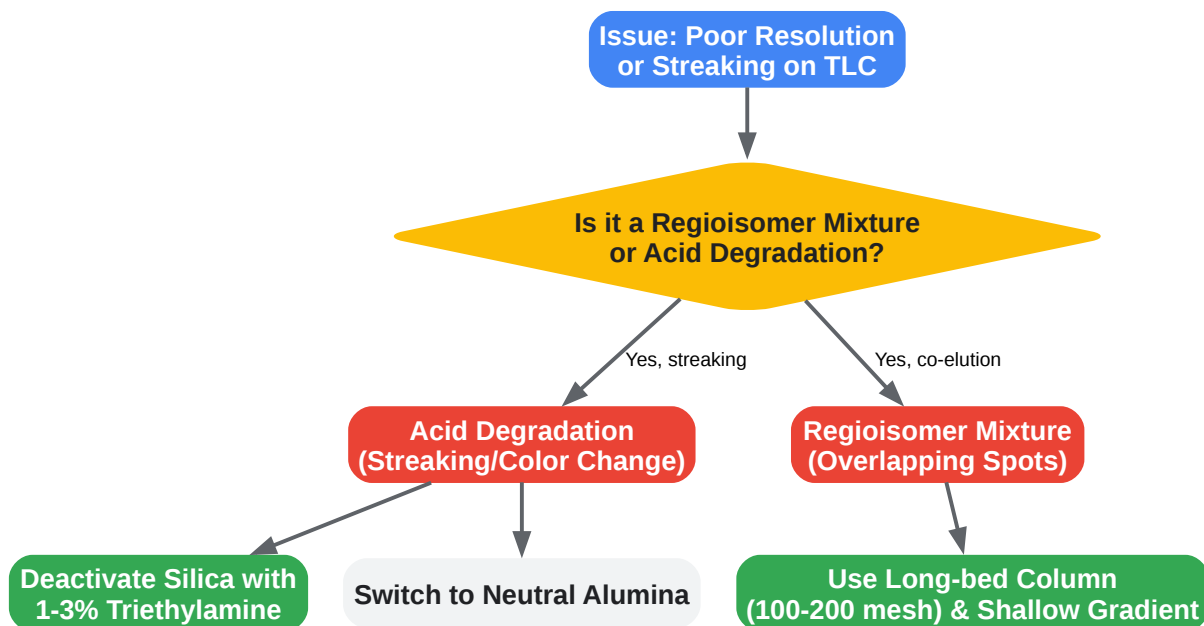 Issue: Poor Resolution
or Streaking on TLC
Is it a Regioisomer Mixture
or Acid Degradation?
Yes, streaking
Yes, co-elution
Acid Degradation
(Streaking/Color Change)
Regioisomer Mixture
(Overlapping Spots)
Deactivate Silica with
1-3% Triethylamine
Switch to Neutral Alumina
Use Long-bed Column
(100-200 mesh) & Shallow Gradient